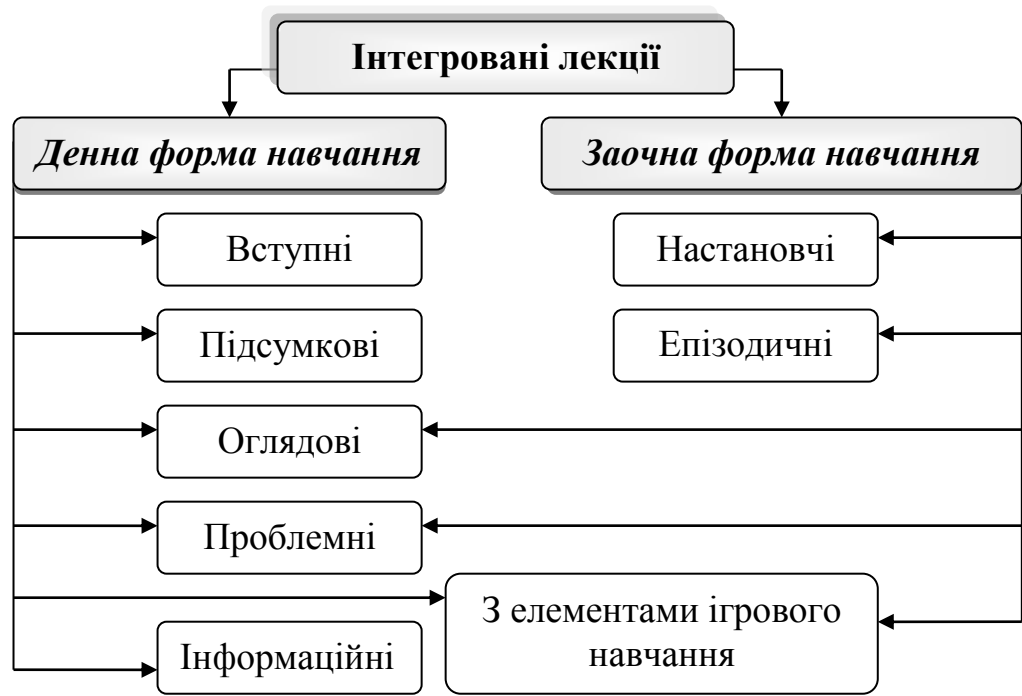 Інтегровані лекції
Денна форма навчання
Заочна форма навчання
Вступні
Настановчі
Підсумкові
Епізодичні
Оглядові
Проблемні
З елементами ігрового
навчання
Інформаційні